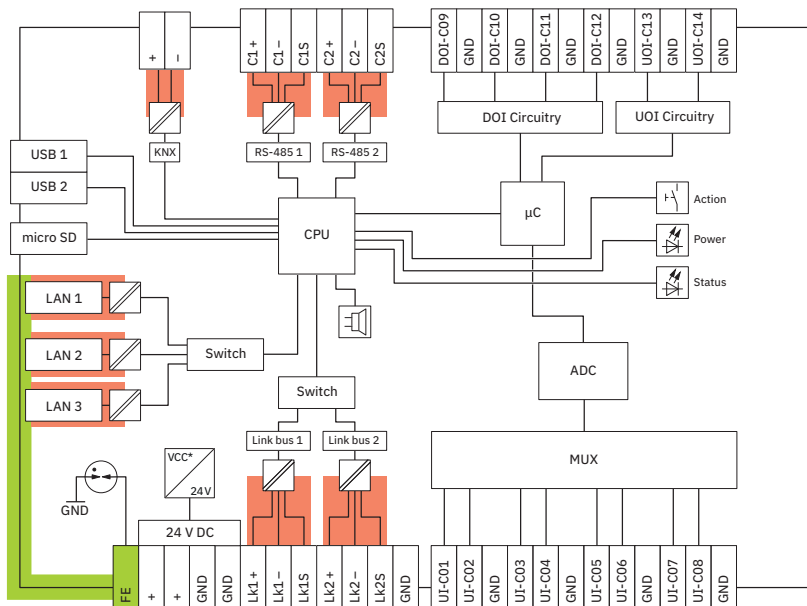 +
−
C1+
C1−
C1S
C2+
C2−
C2S
DOI-C09
GND
DOI-C10
GND
DOI-C11
GND
DOI-C12
GND
UOI-C13
GND
UOI-C14
GND
DOI Circuitry
UOI Circuitry
KNX
RS-485 1
RS-485 2
USB 1
USB 2
micro SD
CPU
µC
Action
Power
Status
LAN 1
LAN 2
LAN 3
Switch
Switch
ADC
Link bus 1
Link bus 2
MUX
VCC*
24V
GND
24 V DC
FE
+
+
GND
GND
Lk1+
Lk1−
Lk1S
Lk2+
Lk2−
Lk2S
GND
UI-C01
UI-C02
GND
UI-C03
UI-C04
GND
UI-C05
UI-C06
GND
UI-C07
UI-C08
GND